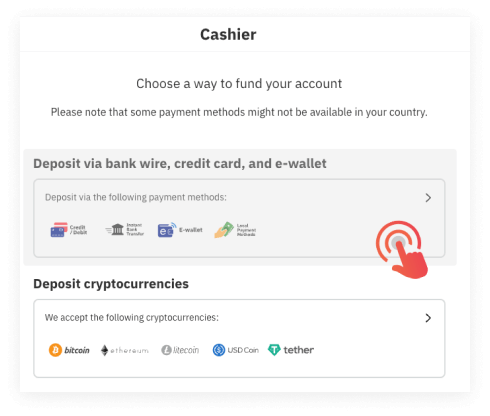 Cashier
Choose a way to fund your account
Please note that some payment methods might not be available in your country.
Deposit via bank wire, credit card, and e-wallet
Deposit via the following payment methods:
Credit
/ Debit
Instant
Bank
Transfer
E-wallet
Local
Payment
Methods
Deposit cryptocurrencies
We accept the following cryptocurrencies:
bitcoin
ethereum
litecoin
USD Coin
tether